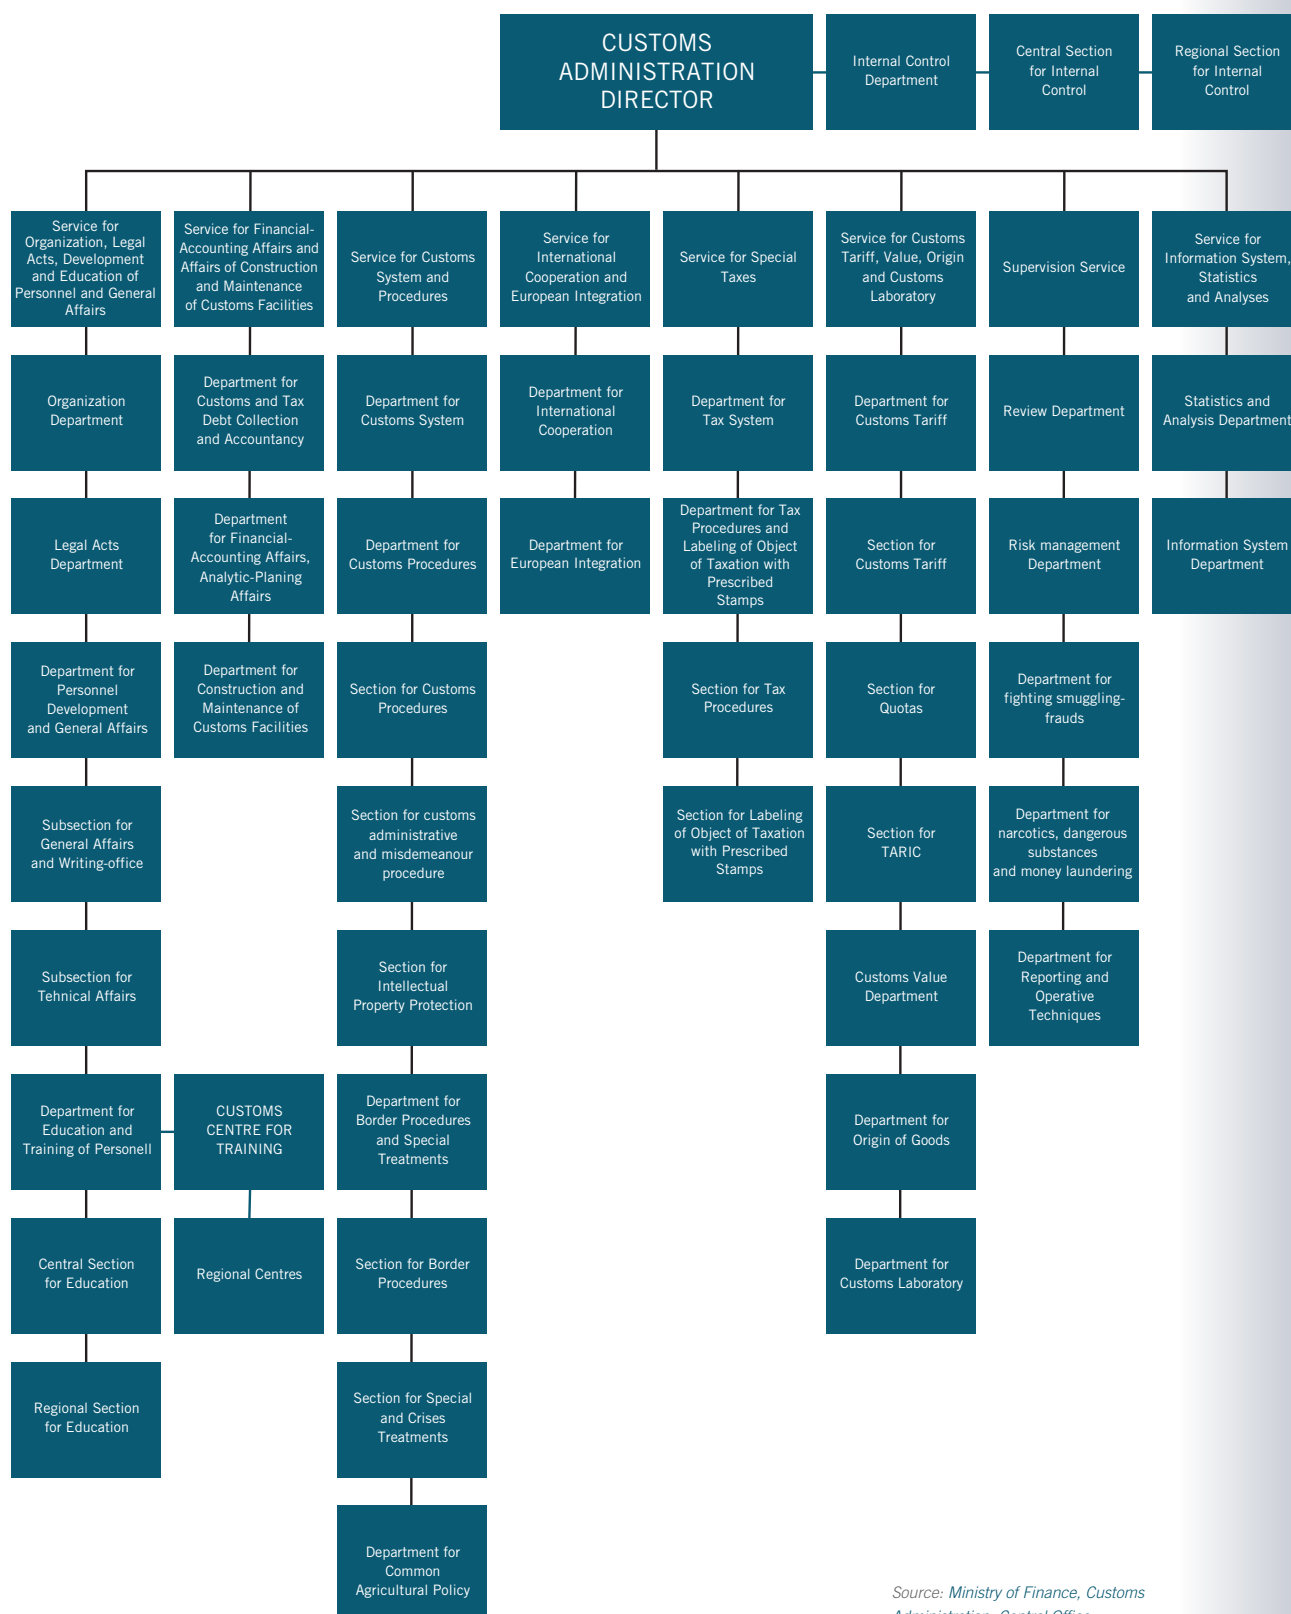 CUSTOMS
ADMINISTRATION
DIRECTOR
Internal Control
Department
Central Section
for Internal
Control
Regional Section
for Internal
Control
Service for
Organization, Legal
Acts, Development
and Education of
Personnel and General
Affairs
Service for Financial-
Accounting Affairs and
Affairs of Construction
and Maintenance
of Customs Facilities
Service for Customs
System and
Procedures
Service for
International
Cooperation and
European Integration
Service for Special
Taxes
Service for Customs
Tariff, Value, Origin
and Customs
Laboratory
Supervision Service
Service for
Information System,
Statistics
and Analyses
Organization
Department
Department for
Customs and Tax
Debt Collection
and Accountancy
Department for
Customs System
Department for
International
Cooperation
Department for
Tax System
Department for
Customs Tariff
Review Department
Statistics and
Analysis Department
Legal Acts
Department
Department
for Financial-
Accounting Affairs,
Analytic-Planing
Affairs
Department for
Customs Procedures
Department for
European Integration
Department for Tax
Procedures and
Labeling of Object
of Taxation with
Prescribed
Stamps
Section for
Customs Tariff
Risk management
Department
Information System
Department
Department for
Personnel
Development
and General Affairs
Department for
Construction and
Maintenance of
Customs Facilities
Section for Customs
Procedures
Section for Tax
Procedures
Section for
Quotas
Department for
fighting smuggling-
frauds
Subsection for
General Affairs
and Writing-office
Section for customs
administrative
and misdemeanour
procedure
Section for Labeling
of Object of Taxation
with Prescribed
Stamps
Section for
TARIC
Department for
narcotics, dangerous
substances
and money laundering
Subsection for
Tehnical Affairs
Section for
Intellectual
Property Protection
Customs Value
Department
Department for
Reporting and
Operative
Techniques
Department for
Education and
Training of Personell
CUSTOMS
CENTRE FOR
TRAINING
Department for
Border Procedures
and Special
Treatments
Department for
Origin of Goods
Central Section
for Education
Regional Centres
Section for Border
Procedures
Department for
Customs Laboratory
Regional Section
for Education
Section for Special
and Crises
Treatments
Department for
Common
Agricultural Policy
Source: Ministry of Finance, Customs
Administration, Central Office